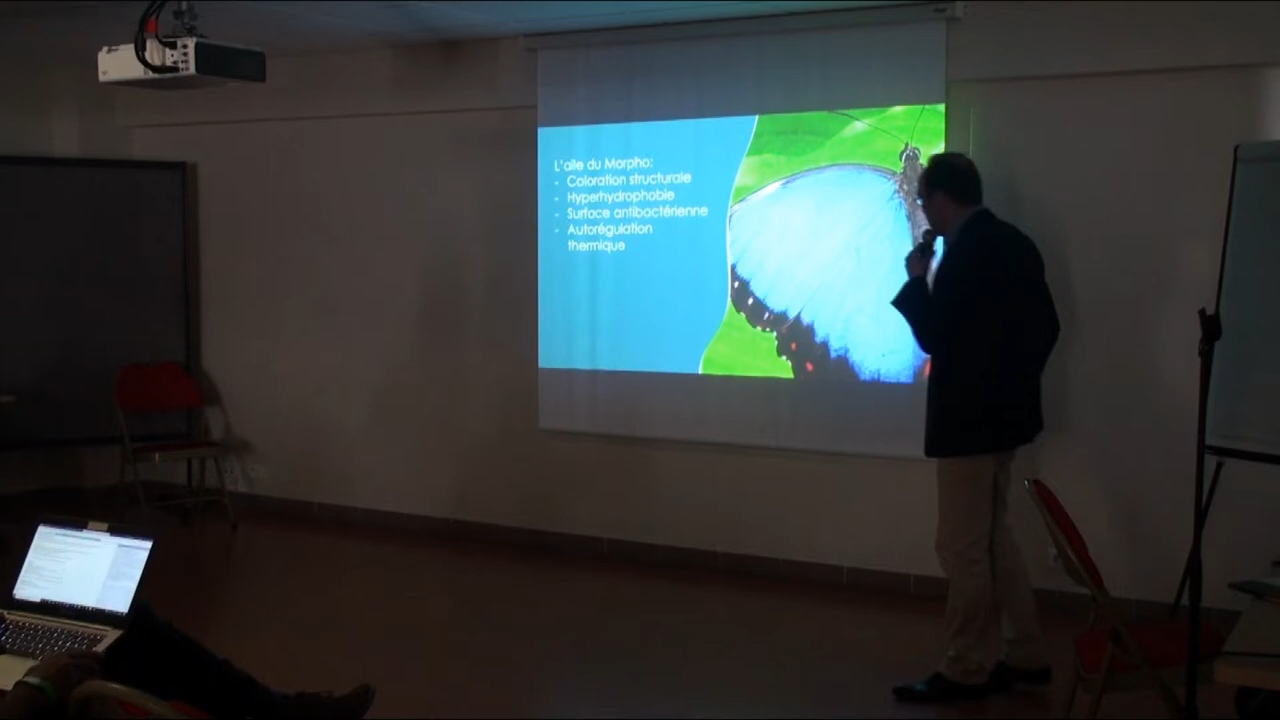 L'aile du Morpho:
- Coloration structurale
- Hyperhydrophobie
- Surface antibactérienne
- Autorégulation
thermique